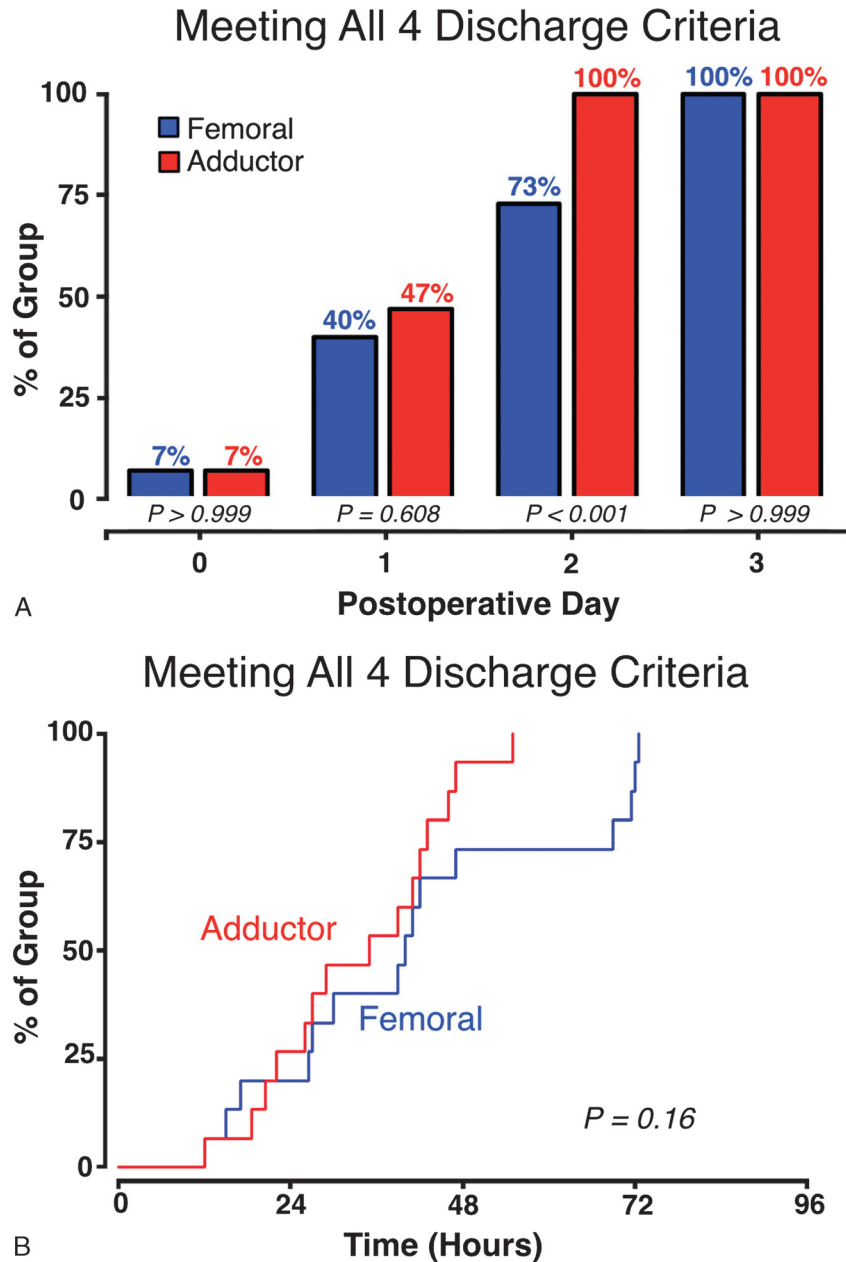 Meeting All 4 Discharge Criteria
100% 100% 100%
100
Femoral
Adductor
75
73%
% of Group
50
47%
40%
25
7% 7%
0
P > 0.999 P = 0.608 P < 0.001 P > 0.999
0 1 2 3
A
Postoperative Day
Meeting All 4 Discharge Criteria
100
75
Adductor
% of Group
50
Femoral
25
P = 0.16
0
0 24 48 72 96
B
Time (Hours)